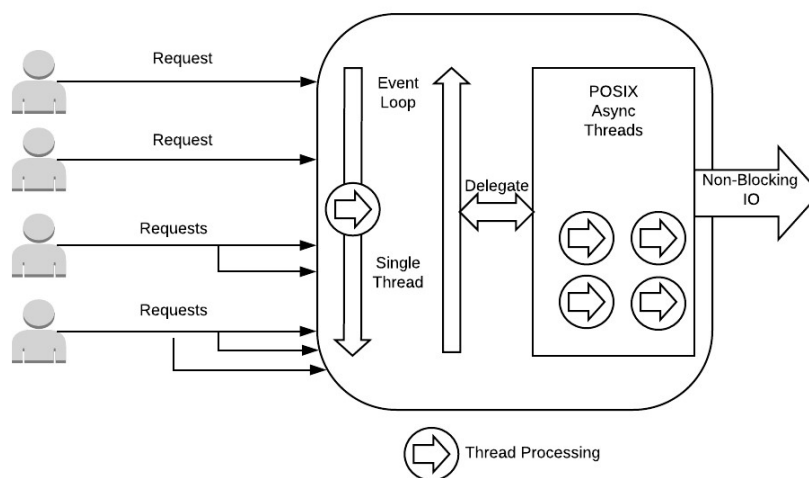 Request
Request
Requests
Requests
Event
Loop
Single
Thread
Delegate
POSIX
Async
Threads
Non-Blocking
IO
Thread Processing